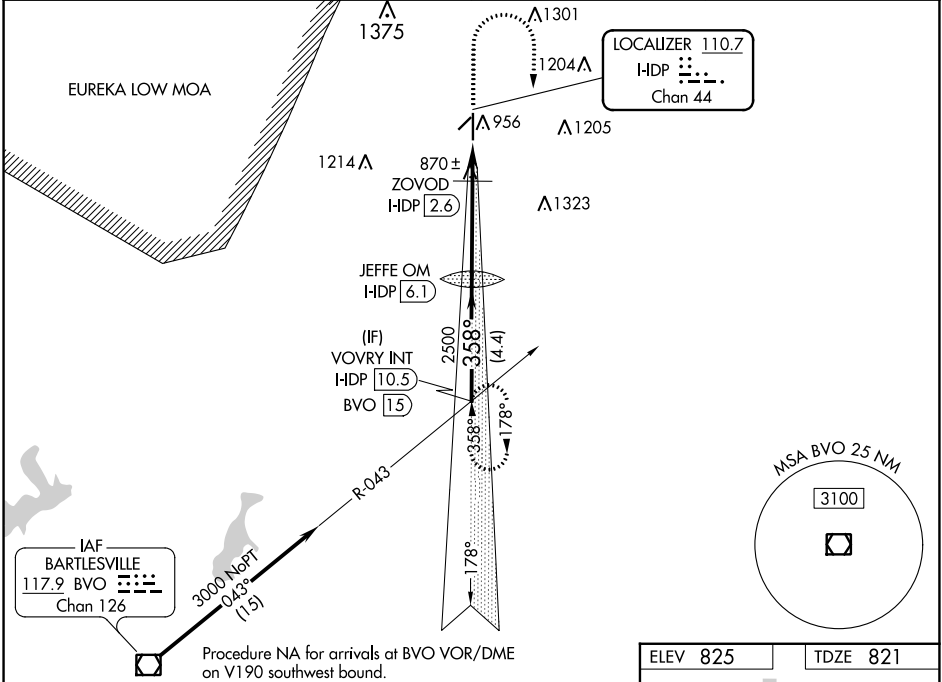 1375
1301
EUREKA LOW MOA
1204
LOCALIZER 110.7
I-IDP
Chan 44
956
1205
1214
870 ±
ZOVOD
I-IDP 2.6
1323
JEFFE OM
I-IDP 6.1
(IF)
VOVRY INT
I-IDP 10.5
BVO 15
2500
358°
(4.4)
358°
178°
R-043
178°
MSA BVO 25 NM
3100
IAF
BARTLESVILLE
117.9 BVO
Chan 126
3000 NoPT
043°
(15)
Procedure NA for arrivals at BVO VOR/DME
on V190 southwest bound.
ELEV 825
TDZE 821